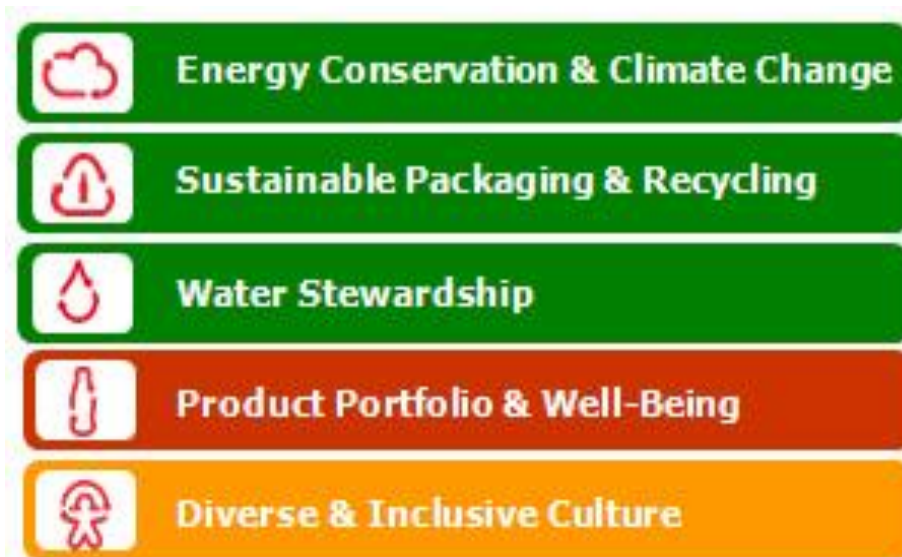 Energy Conservation & Climate Change
Sustainable Packaging & Recycling
Water Stewardship
Product Portfolio & Well-Being
Diverse & Inclusive Culture